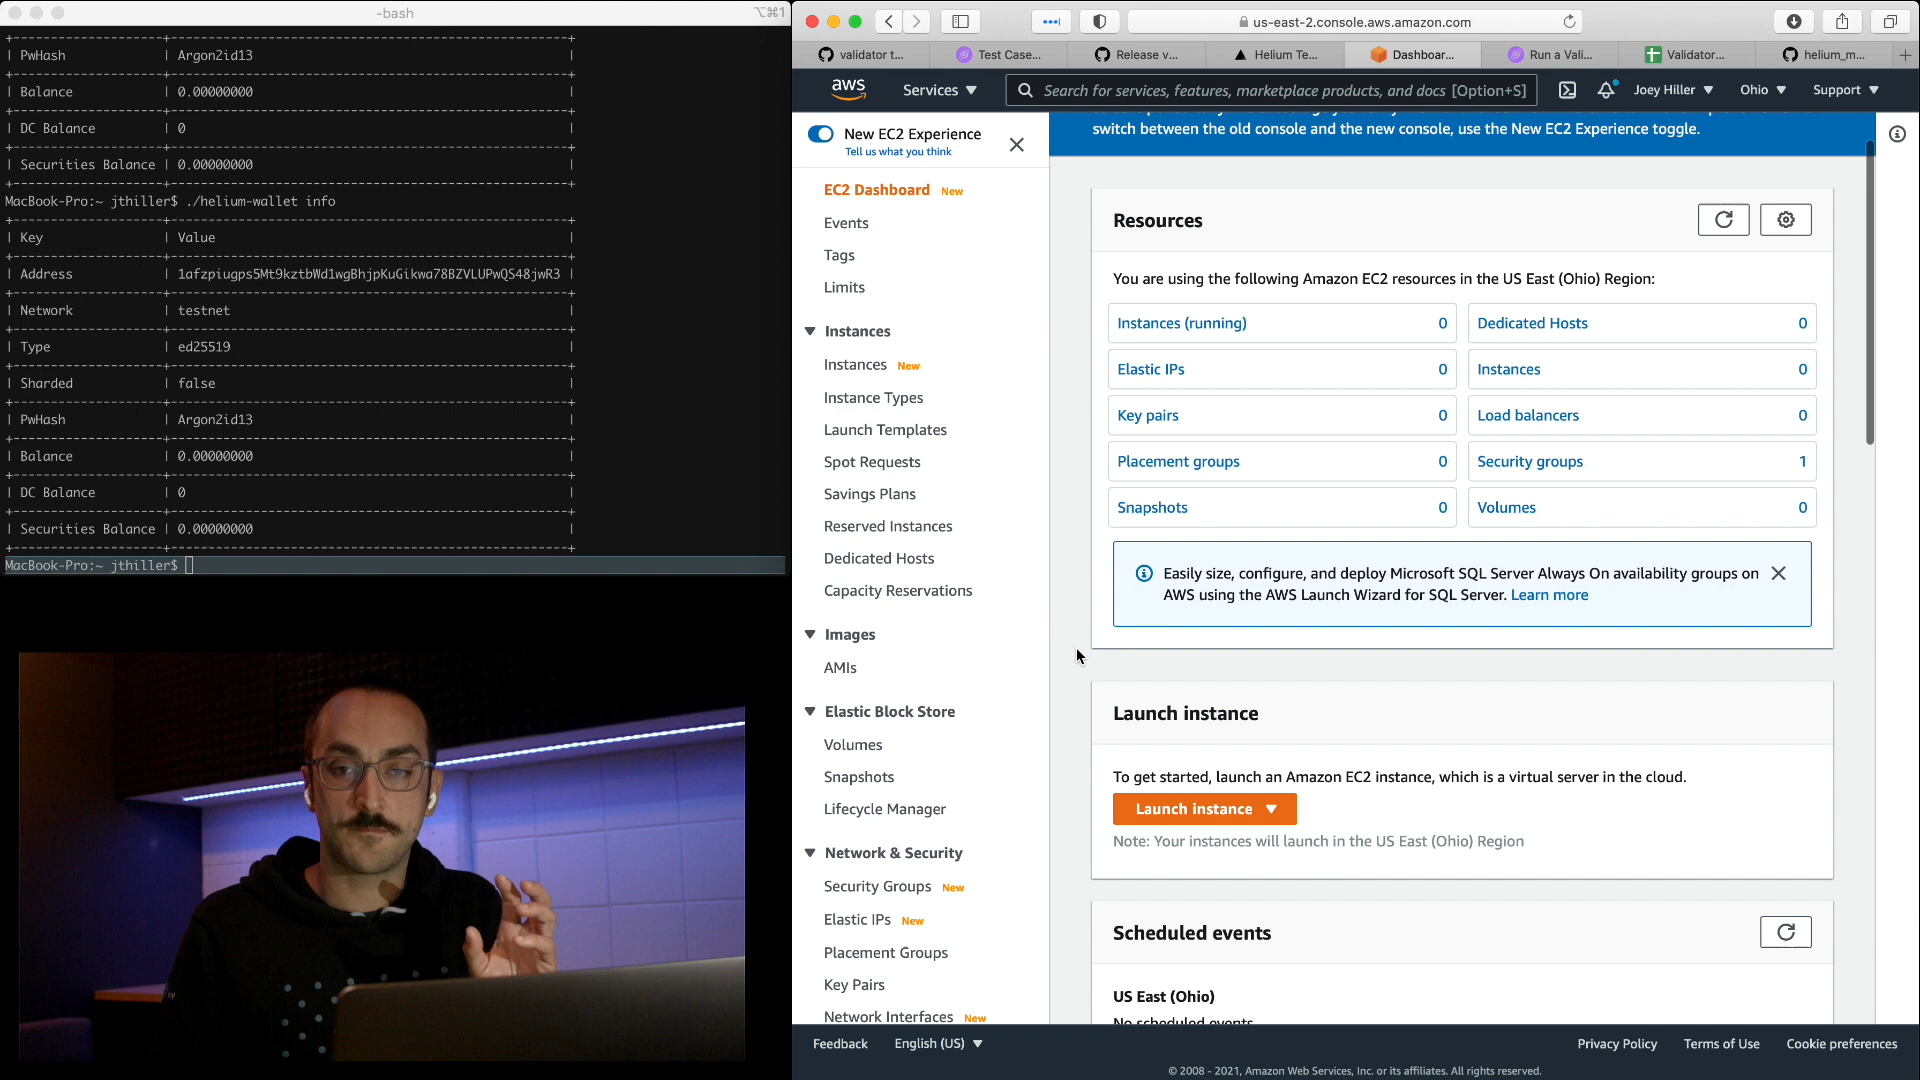 -bash
⌥⌘1
| PwHash | Argon2id13 |
| Balance | 0.00000000
| DC Balance | 0 |
| Securities Balance | 0.00000000
MacBook-Pro:~ jthiller$ ./helium-wallet info
| Key | Value |
| Address | 1afzpiugps5Mt9kztbWd1wgBhjpKuGikwa78BZVLUPwQS48jwR3 |
| Network | testnet |
| Type | ed25519 |
| Sharded | false |
| PwHash | Argon2id13 |
| Balance | 0.00000000
| DC Balance | 0 |
| Securities Balance | 0.00000000 |
MacBook-Pro:~ jthiller$
us-east-2.console.aws.amazon.com
validator t...
Test Case...
Release v...
Helium Te...
Dashboar...
Run a Vali...
Validator...
helium_m...
aws
Services
Search for services, features, marketplace products, and docs [Option+S]
Joey Hiller
Ohio
Support
New EC2 Experience
Tell us what you think
EC2 Dashboard New
Events
Tags
Limits
Instances
Instances New
Instance Types
Launch Templates
Spot Requests
Savings Plans
Reserved Instances
Dedicated Hosts
Capacity Reservations
Images
AMIs
Elastic Block Store
Volumes
Snapshots
Lifecycle Manager
Network & Security
Security Groups New
Elastic IPs New
Placement Groups
Key Pairs
Network Interfaces New
switch between the old console and the new console, use the New EC2 Experience toggle.
Resources
You are using the following Amazon EC2 resources in the US East (Ohio) Region:
Instances (running) 0
Dedicated Hosts 0
Elastic IPs 0
Instances 0
Key pairs 0
Load balancers 0
Placement groups 0
Security groups 1
Snapshots 0
Volumes 0
Easily size, configure, and deploy Microsoft SQL Server Always On availability groups on
AWS using the AWS Launch Wizard for SQL Server. Learn more
Launch instance
To get started, launch an Amazon EC2 instance, which is a virtual server in the cloud.
Launch instance
Note: Your instances will launch in the US East (Ohio) Region
Scheduled events
US East (Ohio)
No scheduled events
Feedback
English (US)
Privacy Policy
Terms of Use
Cookie preferences
© 2008 - 2021, Amazon Web Services, Inc. or its affiliates. All rights reserved.